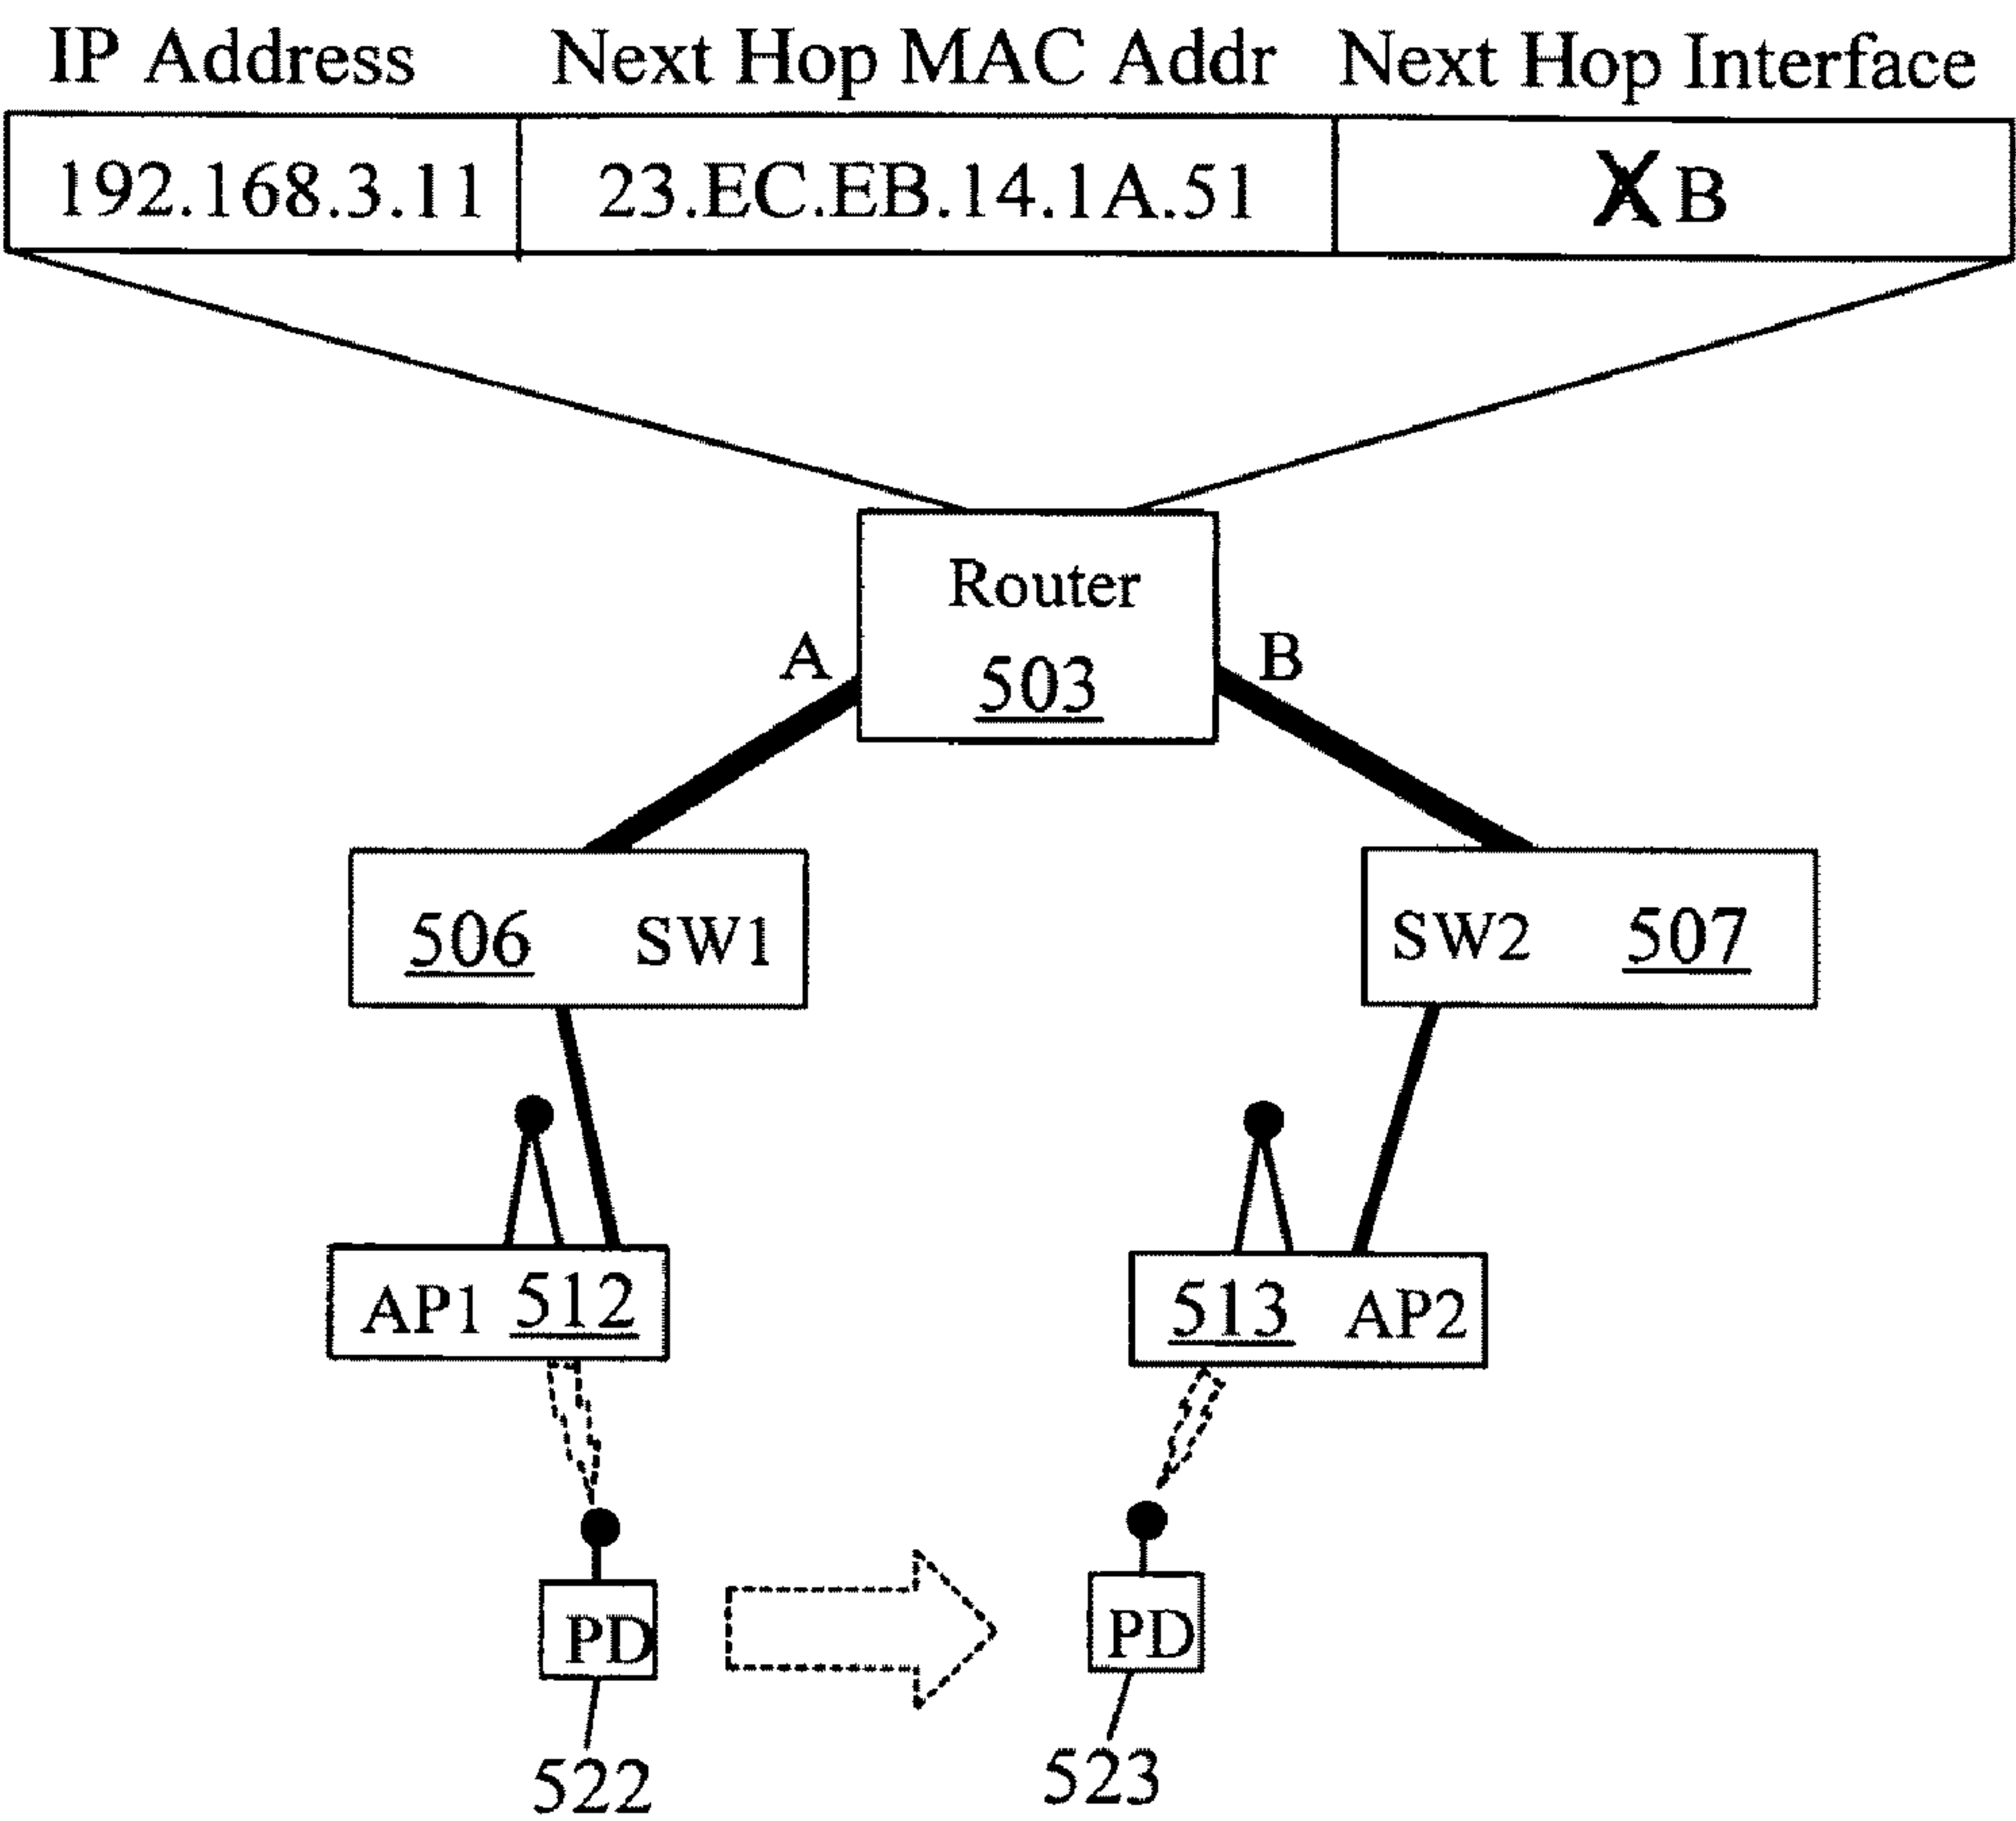 IP Address Next Hop MAC Addr Next Hop Interface
192.168.3.11 23.EC.EB.14.1A.51 A B
Router
503
A B
506 SW1 SW2 507
AP1 512 513 AP2
PD PD
522 523